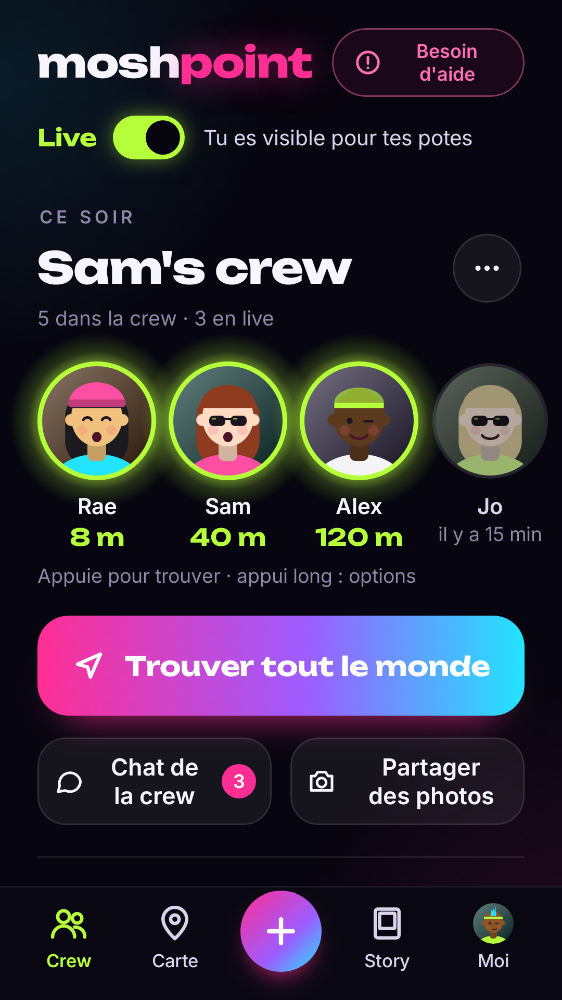 moshpoint
Besoin
d'aide
Live
Tu es visible pour tes potes
CE SOIR
Sam's crew
5 dans la crew · 3 en live
Rae
8 m
Sam
40 m
Alex
120 m
Jo
il y a 15 min
Appuie pour trouver · appui long : options
Trouver tout le monde
Chat de
la crew
3
Partager
des photos
Crew
Carte
Story
Moi